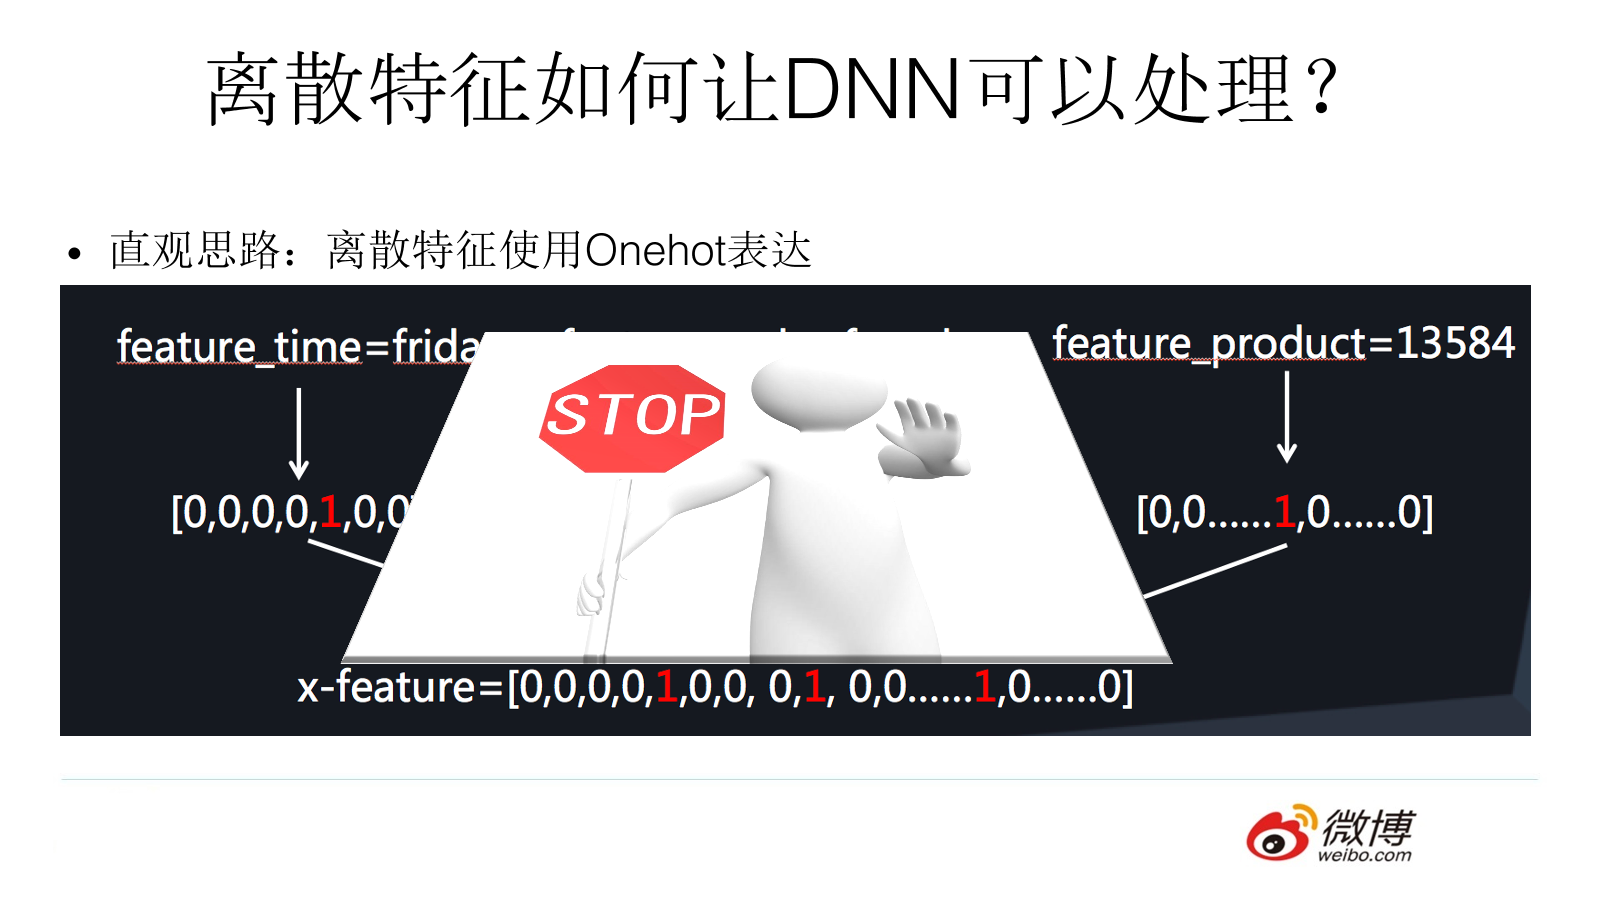 离散特征如何让DNN可以处理？
• 直观思路：离散特征使用Onehot表达
feature_time=frida
feature_product=13584
STOP
[0,0,0,0,1,0,0
[0,0......1,0......0]
x-feature=[0,0,0,0,1,0,0, 0,1, 0,0......1,0......0]
微博
weibo.com